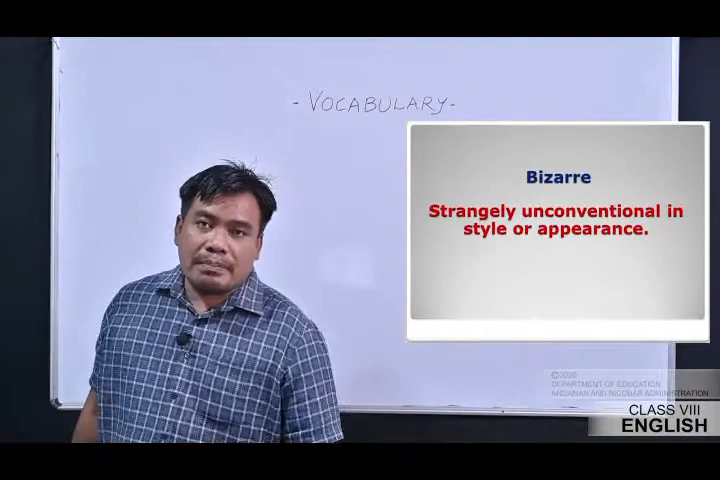 - VOCABULARY -
Bizarre
Strangely unconventional in
style or appearance.
©2020
DEPARTMENT OF EDUCATION
ANDAMAN AND NICOBAR ADMINISTRATION
CLASS VIII
ENGLISH